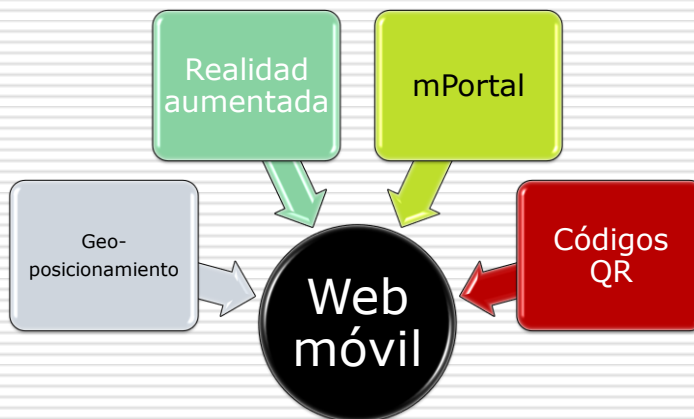 Realidad
aumentada
mPortal
Geo-
posicionamiento
Códigos
QR
Web
móvil